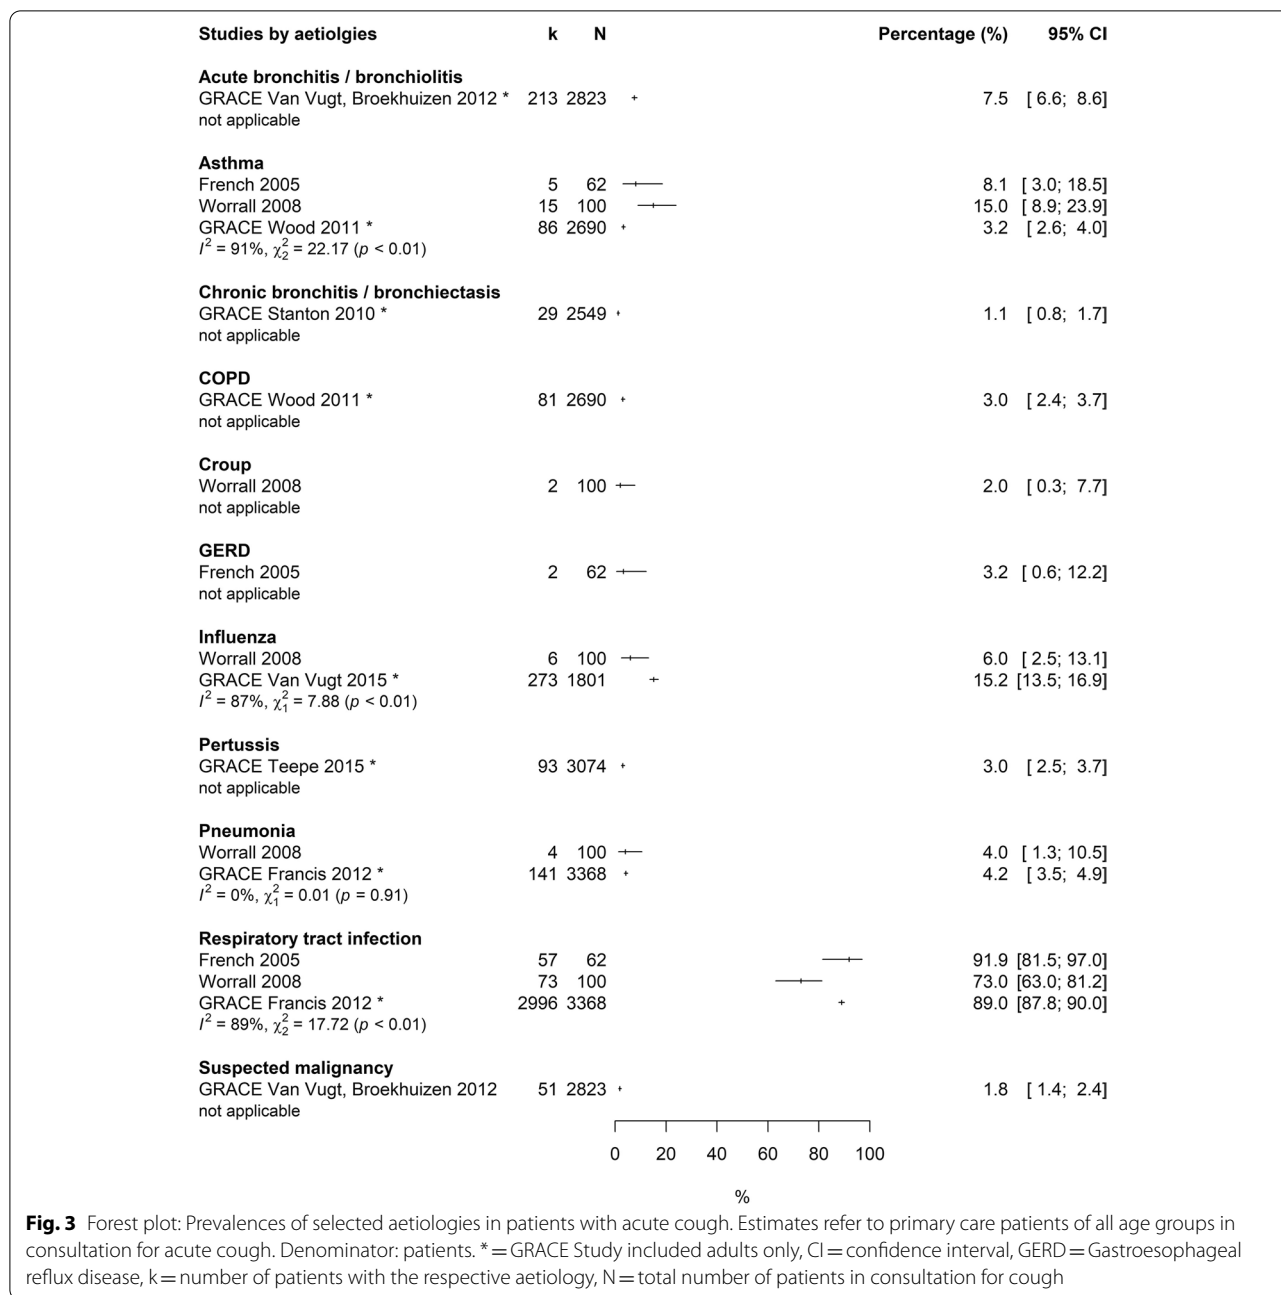 Studies by aetiolgies k N Percentage (%) 95% CI
Acute bronchitis / bronchiolitis
GRACE Van Vugt, Broekhuizen 2012 * 213 2823 7.5 [ 6.6; 8.6]
not applicable
Asthma
French 2005 5 62 8.1 [ 3.0; 18.5]
Worrall 2008 15 100 15.0 [ 8.9; 23.9]
GRACE Wood 2011 * 86 2690 3.2 [ 2.6; 4.0]
I² = 91%, χ²₂ = 22.17 (p < 0.01)
Chronic bronchitis / bronchiectasis
GRACE Stanton 2010 * 29 2549 1.1 [ 0.8; 1.7]
not applicable
COPD
GRACE Wood 2011 * 81 2690 3.0 [ 2.4; 3.7]
not applicable
Croup
Worrall 2008 2 100 2.0 [ 0.3; 7.7]
not applicable
GERD
French 2005 2 62 3.2 [ 0.6; 12.2]
not applicable
Influenza
Worrall 2008 6 100 6.0 [ 2.5; 13.1]
GRACE Van Vugt 2015 * 273 1801 15.2 [13.5; 16.9]
I² = 87%, χ²₁ = 7.88 (p < 0.01)
Pertussis
GRACE Teepe 2015 * 93 3074 3.0 [ 2.5; 3.7]
not applicable
Pneumonia
Worrall 2008 4 100 4.0 [ 1.3; 10.5]
GRACE Francis 2012 * 141 3368 4.2 [ 3.5; 4.9]
I² = 0%, χ²₁ = 0.01 (p = 0.91)
Respiratory tract infection
French 2005 57 62 91.9 [81.5; 97.0]
Worrall 2008 73 100 73.0 [63.0; 81.2]
GRACE Francis 2012 * 2996 3368 89.0 [87.8; 90.0]
I² = 89%, χ²₂ = 17.72 (p < 0.01)
Suspected malignancy
GRACE Van Vugt, Broekhuizen 2012 51 2823 1.8 [ 1.4; 2.4]
not applicable
0 20 40 60 80 100
%
Fig. 3 Forest plot: Prevalences of selected aetiologies in patients with acute cough. Estimates refer to primary care patients of all age groups in
consultation for acute cough. Denominator: patients. * = GRACE Study included adults only, CI = confidence interval, GERD = Gastroesophageal
reflux disease, k = number of patients with the respective aetiology, N = total number of patients in consultation for cough